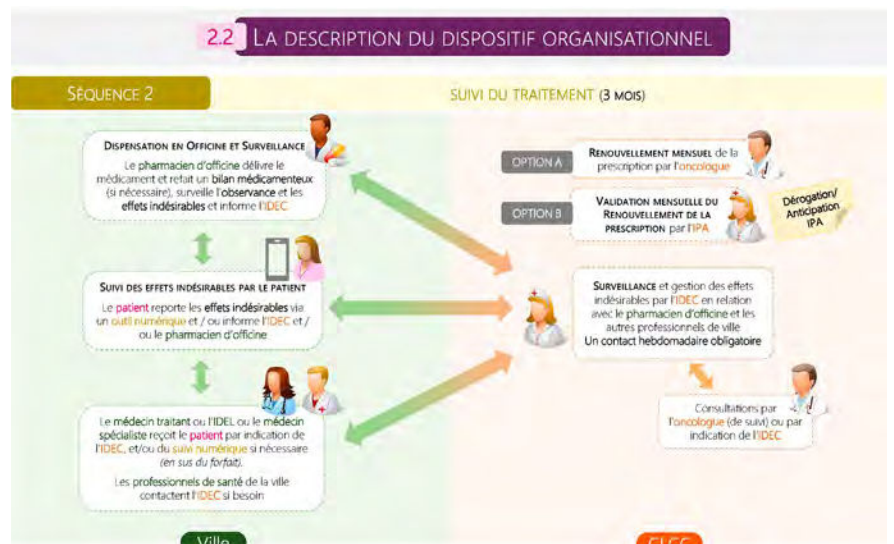 2.2 LA DESCRIPTION DU DISPOSITIF ORGANISATIONNEL
SÉQUENCE 2
SUIVI DU TRAITEMENT (3 MOIS)
DISPENSATION EN OFFICINE ET SURVEILLANCE
Le pharmacien d'officine délivre le
médicament et refait un bilan médicamenteux
(si nécessaire), surveille l'observance et les
effets indésirables et informe l'IDEC
SUIVI DES EFFETS INDÉSIRABLES PAR LE PATIENT
Le patient reporte les effets indésirables via
un outil numérique et / ou informe l'IDEC et /
ou le pharmacien d'officine
Le médecin traitant ou l'IDEL ou le médecin
spécialiste reçoit le patient par indication de
l'IDEC, et/ou du suivi numérique si nécessaire
(en sus du forfait).
Les professionnels de santé de la ville
contactent l'IDEC si besoin
Ville
OPTION A
RENOUVELLEMENT MENSUEL de la
prescription par l'oncologue
OPTION B
VALIDATION MENSUELLE DU
RENOUVELLEMENT DE LA
PRESCRIPTION par l'IPA
Dérogation/
Anticipation
IPA
SURVEILLANCE et gestion des effets
indésirables par l'IDEC en relation
avec le pharmacien d'officine et les
autres professionnels de ville
Un contact hebdomadaire obligatoire
Consultations par
l'oncologue (de suivi) ou par
indication de l'IDEC
CLCC